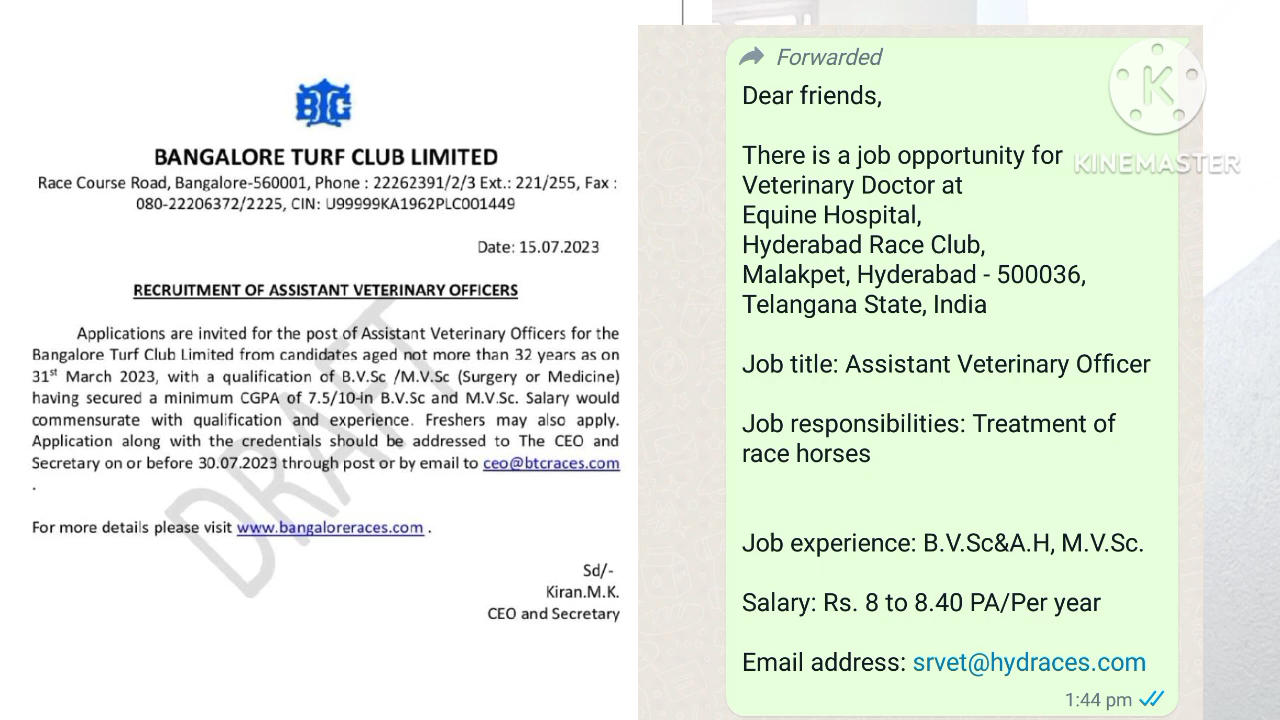 BTC
BANGALORE TURF CLUB LIMITED
Race Course Road, Bangalore-560001, Phone : 22262391/2/3 Ext.: 221/255, Fax :
080-22206372/2225, CIN: U99999KA1962PLC001449
Date: 15.07.2023
RECRUITMENT OF ASSISTANT VETERINARY OFFICERS
Applications are invited for the post of Assistant Veterinary Officers for the
Bangalore Turf Club Limited from candidates aged not more than 32 years as on
31st March 2023, with a qualification of B.V.Sc /M.V.Sc (Surgery or Medicine)
having secured a minimum CGPA of 7.5/10-in B.V.Sc and M.V.Sc. Salary would
commensurate with qualification and experience. Freshers may also apply.
Application along with the credentials should be addressed to The CEO and
Secretary on or before 30.07.2023 through post or by email to ceo@btcraces.com
.
For more details please visit www.bangaloreraces.com .
Sd/-
Kiran.M.K.
CEO and Secretary
DRAFT
Forwarded
Dear friends,
There is a job opportunity for
Veterinary Doctor at
Equine Hospital,
Hyderabad Race Club,
Malakpet, Hyderabad - 500036,
Telangana State, India
Job title: Assistant Veterinary Officer
Job responsibilities: Treatment of
race horses
Job experience: B.V.Sc&A.H, M.V.Sc.
Salary: Rs. 8 to 8.40 PA/Per year
Email address: srvet@hydraces.com
1:44 pm
K
KINEMASTER